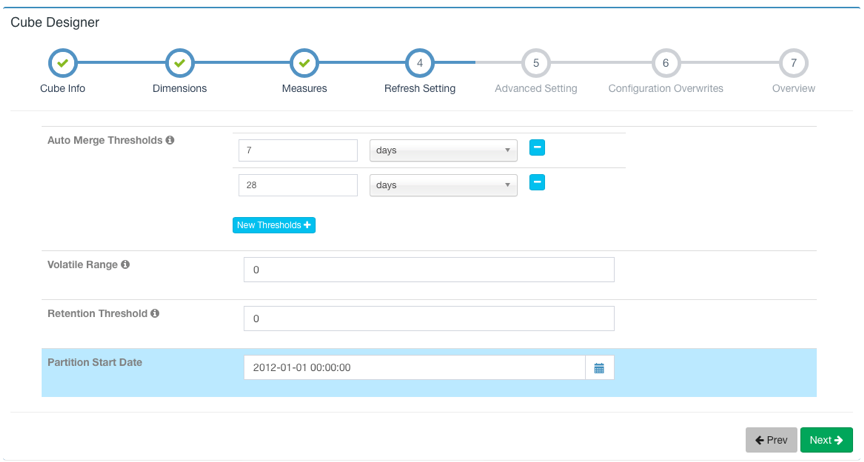 Cube Designer
4 5 6 7
Cube Info Dimensions Measures Refresh Setting Advanced Setting Configuration Overwrites Overview
Auto Merge Thresholds
7 days
28 days
New Thresholds
Volatile Range
0
Retention Threshold
0
Partition Start Date
2012-01-01 00:00:00
Prev Next